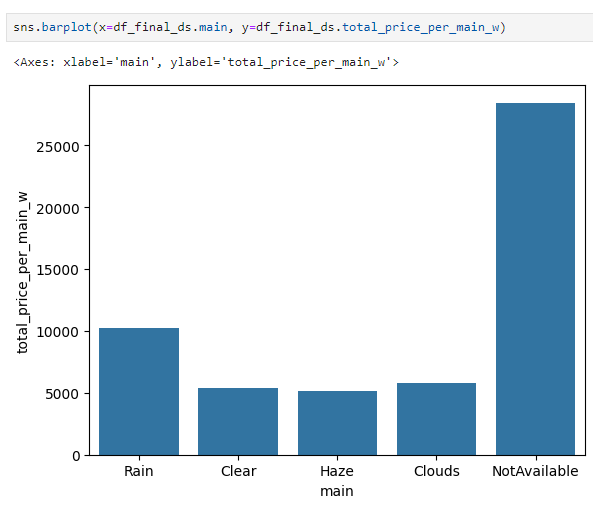 sns.barplot(x=df_final_ds.main, y=df_final_ds.total_price_per_main_w)
<Axes: xlabel='main', ylabel='total_price_per_main_w'>
total_price_per_main_w
25000
20000
15000
10000
5000
0
Rain Clear Haze Clouds NotAvailable
main